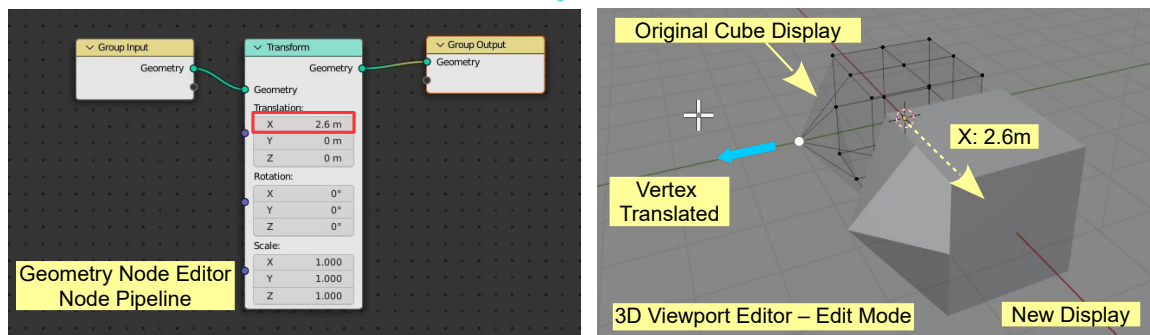 Group Input
Geometry
Transform
Geometry
Geometry
Translation:
X 2.6 m
Y 0 m
Z 0 m
Rotation:
X 0°
Y 0°
Z 0°
Scale:
X 1.000
Y 1.000
Z 1.000
Group Output
Geometry
Geometry Node Editor
Node Pipeline
Original Cube Display
X: 2.6m
Vertex
Translated
3D Viewport Editor – Edit Mode
New Display